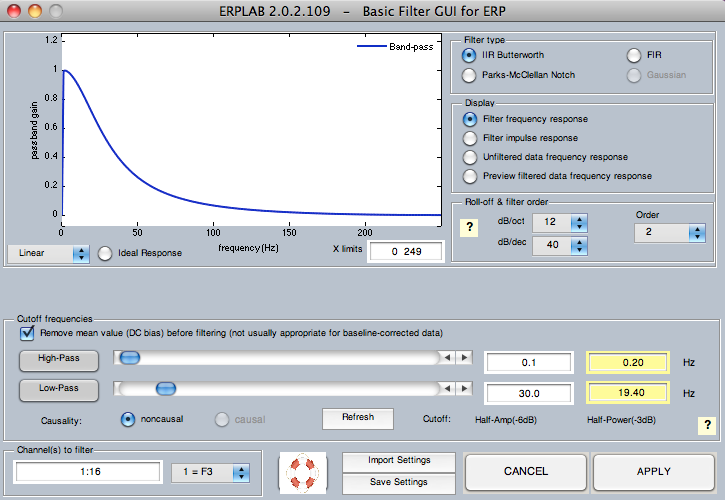 ERPLAB 2.0.2.109 - Basic Filter GUI for ERP
1.2
1
0.8
0.6
0.4
0.2
0
pass band gain
Band-pass
0 50 100 150 200
frequency(Hz)
Linear
Ideal Response
X limits
0 249
Filter type
IIR Butterworth
FIR
Parks-McClellan Notch
Gaussian
Display
Filter frequency response
Filter impulse response
Unfiltered data frequency response
Preview filtered data frequency response
Roll-off & filter order
?
dB/oct 12
dB/dec 40
Order
2
Cutoff frequencies
Remove mean value (DC bias) before filtering (not usually appropriate for baseline-corrected data)
High-Pass 0.1 0.20 Hz
Low-Pass 30.0 19.40 Hz
Causality: noncausal causal Refresh Cutoff: Half-Amp(-6dB) Half-Power(-3dB) ?
Channel(s) to filter
1:16
1 = F3
Import Settings
Save Settings
CANCEL
APPLY